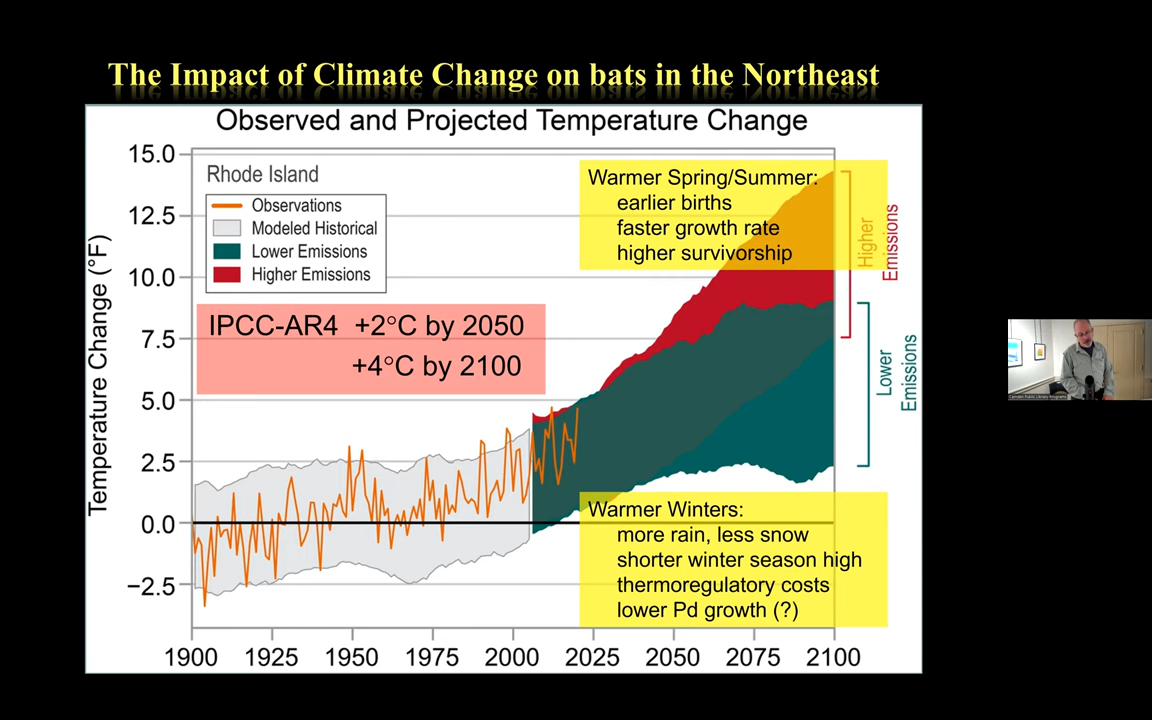 The Impact of Climate Change on bats in the Northeast
Observed and Projected Temperature Change
Temperature Change (°F)
15.0
12.5
10.0
7.5
5.0
2.5
0.0
−2.5
Rhode Island
Observations
Modeled Historical
Lower Emissions
Higher Emissions
IPCC-AR4 +2°C by 2050
+4°C by 2100
Warmer Spring/Summer:
earlier births
faster growth rate
higher survivorship
Higher
Emissions
Lower
Emissions
Warmer Winters:
more rain, less snow
shorter winter season high
thermoregulatory costs
lower Pd growth (?)
1900 1925 1950 1975 2000 2025 2050 2075 2100
Camden Public Library Programs